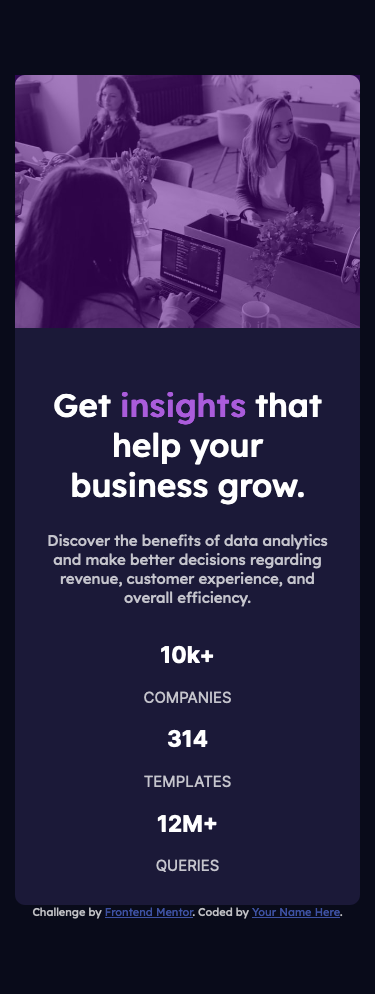 Get insights that
help your
business grow.
Discover the benefits of data analytics
and make better decisions regarding
revenue, customer experience, and
overall efficiency.
10k+
COMPANIES
314
TEMPLATES
12M+
QUERIES
Challenge by Frontend Mentor. Coded by Your Name Here.